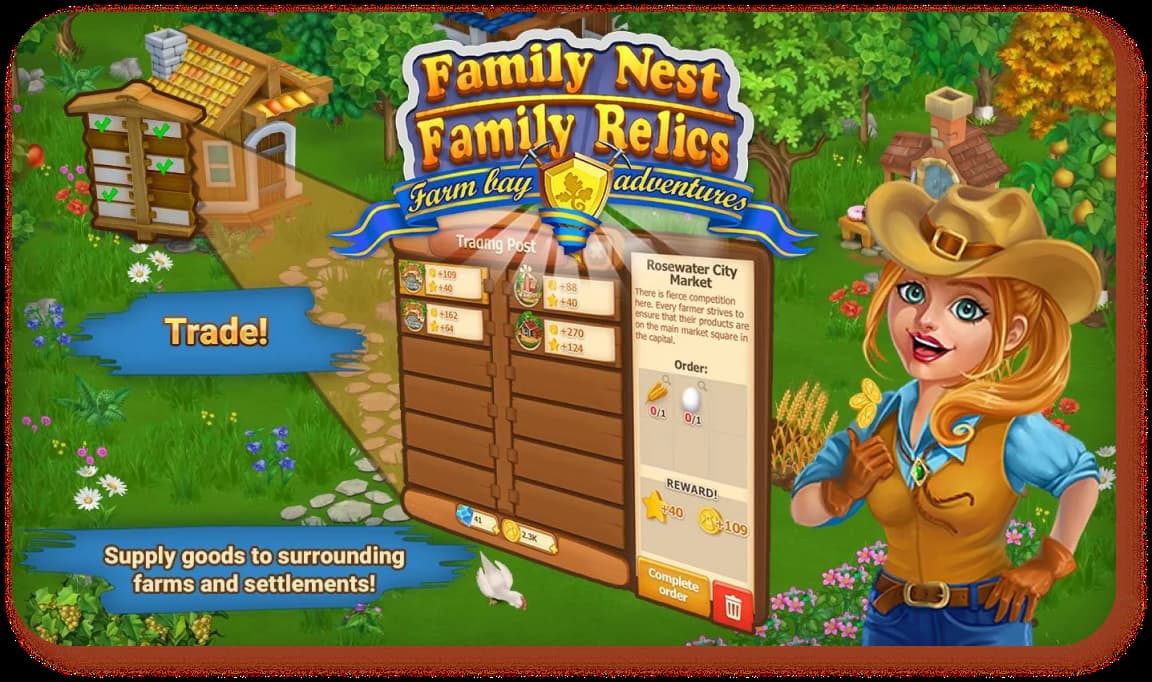 Family Nest
Family Relics
Farm bay adventures
Trading Post
+109
+40
+88
+40
+162
+64
+270
+124
Rosewater City
Market
There is fierce competition
here. Every farmer strives to
ensure that their products are
on the main market square in
the capital.
Order:
0/1
0/1
REWARD!
+40
+109
Complete
order
41
2.3K
Trade!
Supply goods to surrounding
farms and settlements!